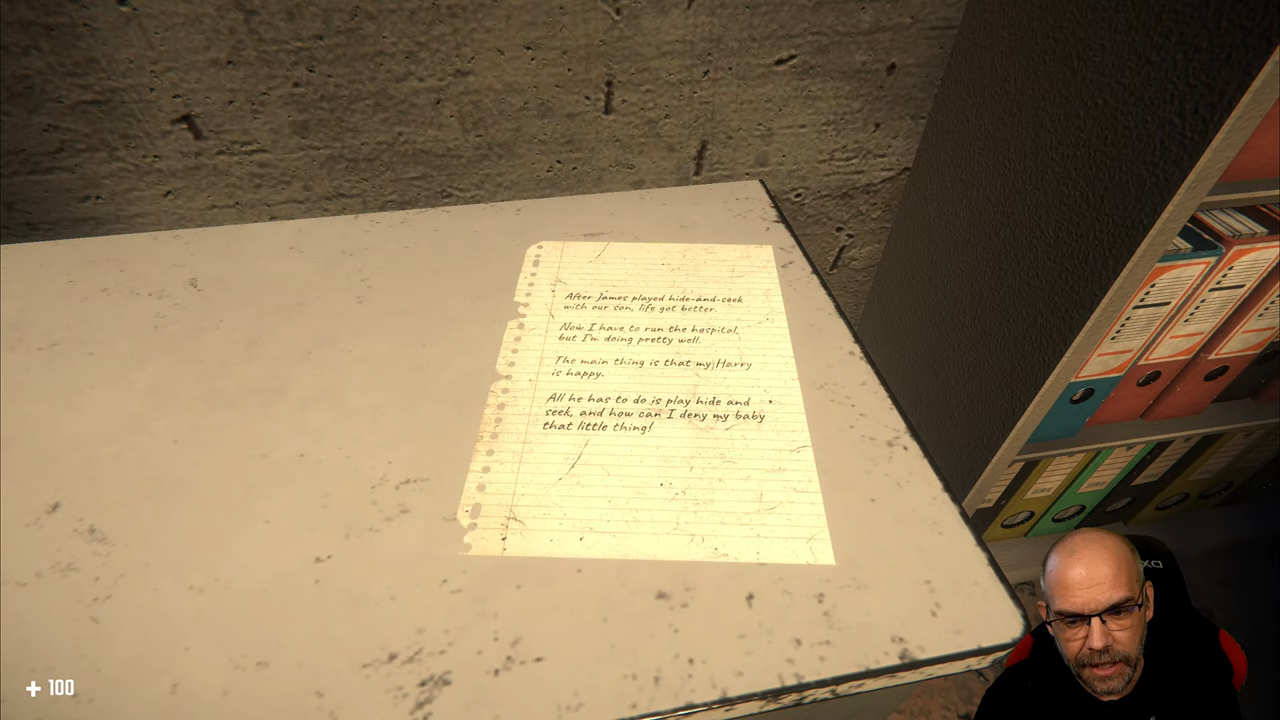 After James played hide-and-seek
with our son, life got better.
Now I have to run the hospital,
but I'm doing pretty well.
The main thing is that my Harry
is happy.
All he has to do is play hide and
seek, and how can I deny my baby
that little thing!
100